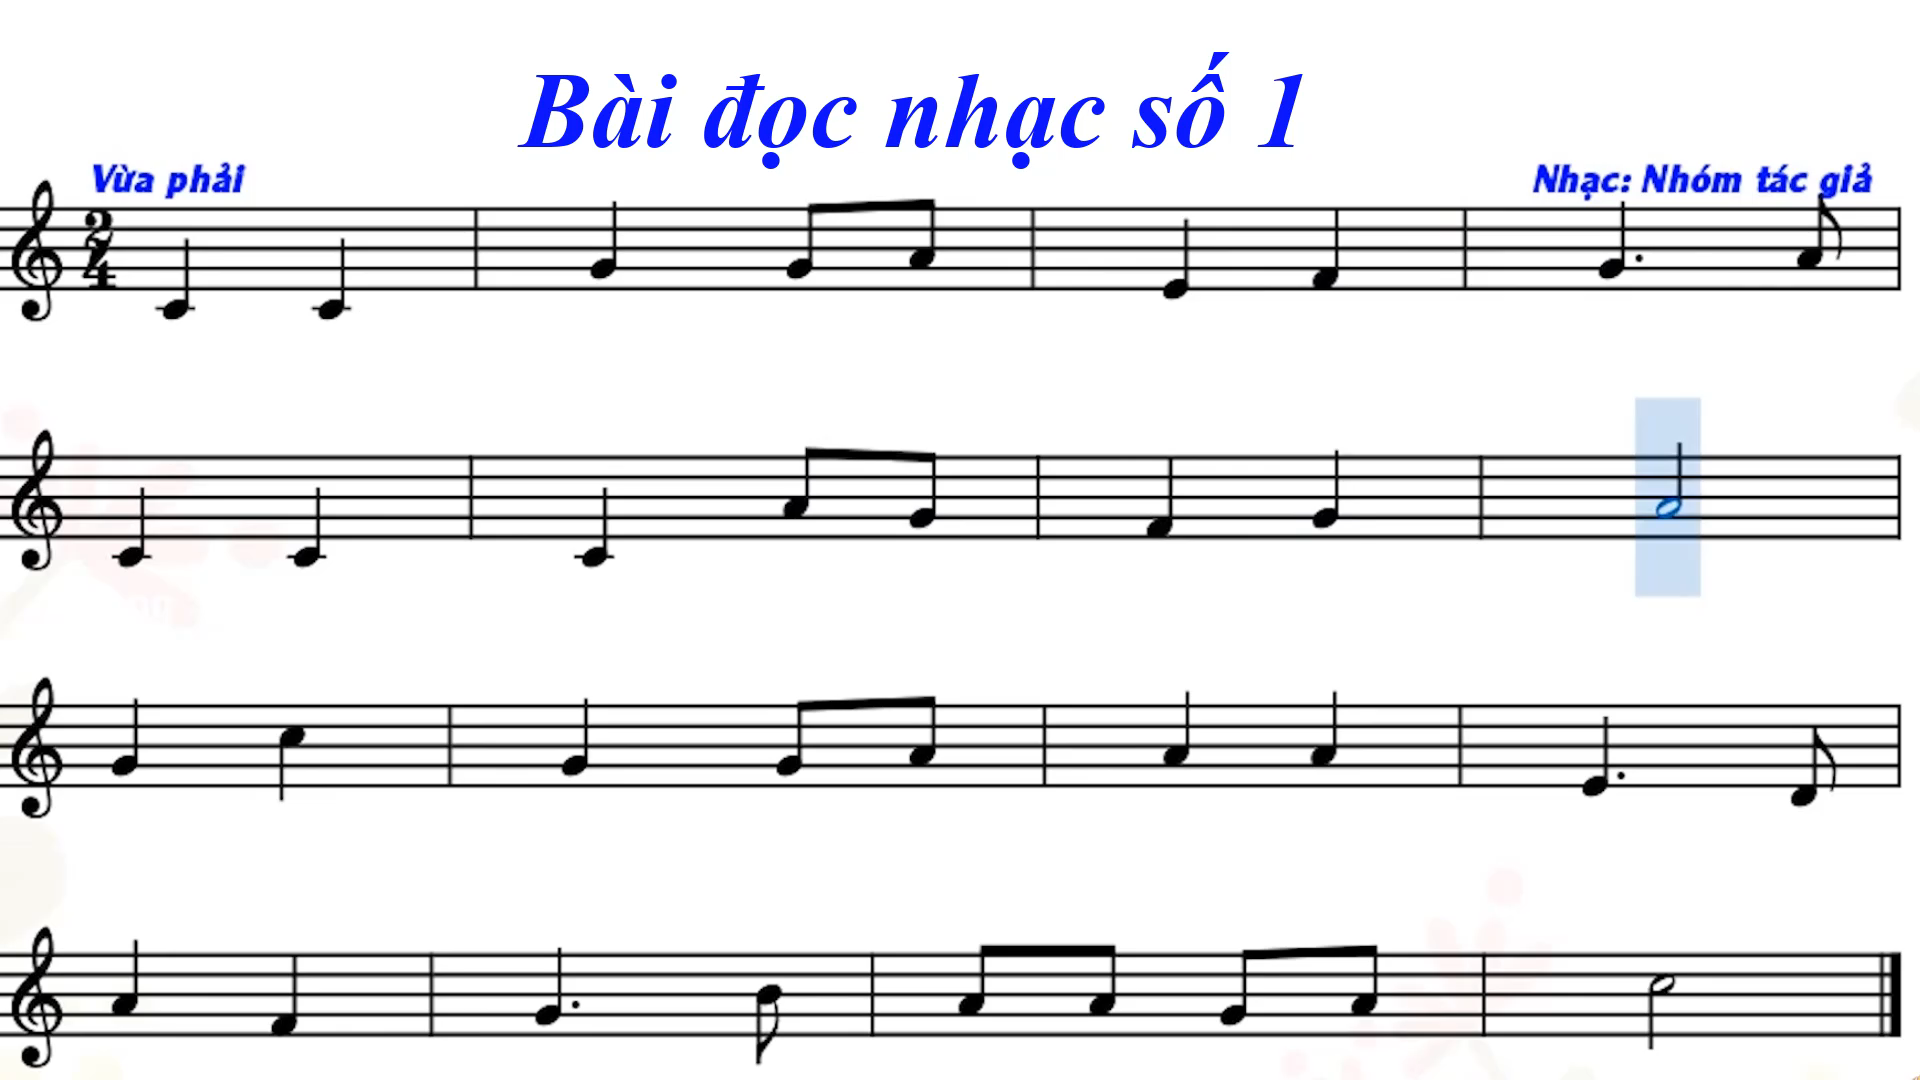 Bài đọc nhạc số 1
Vừa phải
Nhạc: Nhóm tác giả
2
4